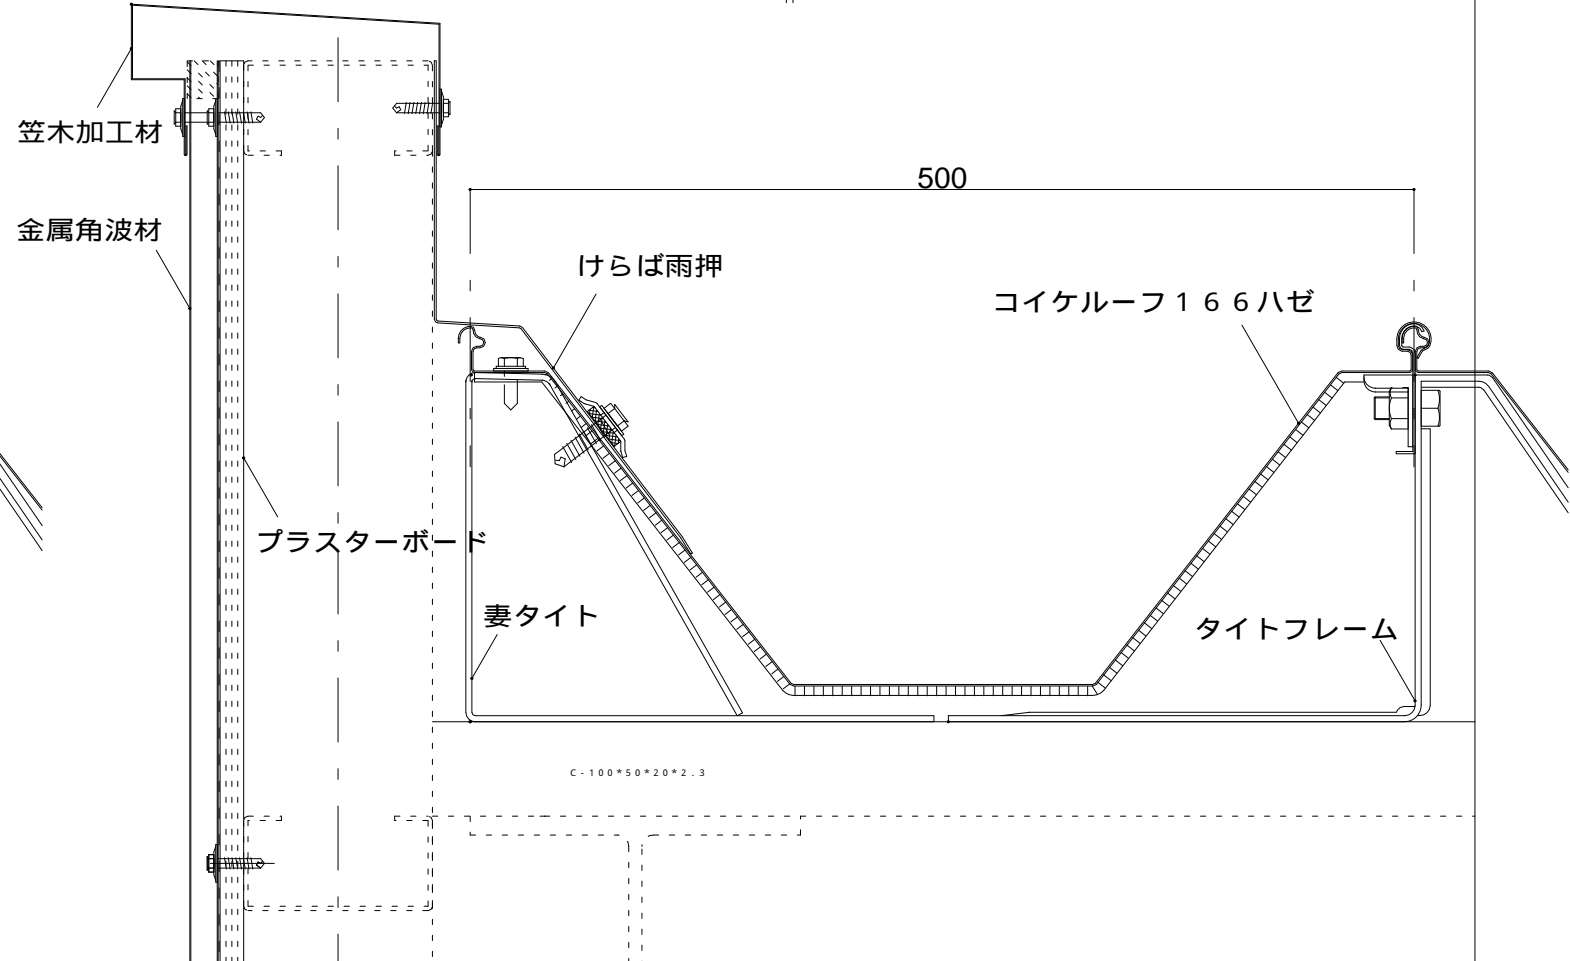 笠木加工材
500
金属角波材
けらば雨押
コイケルーフ１６６ハゼ
プラスターボード
妻タイト
タイトフレーム
C-100*50*20*2.3